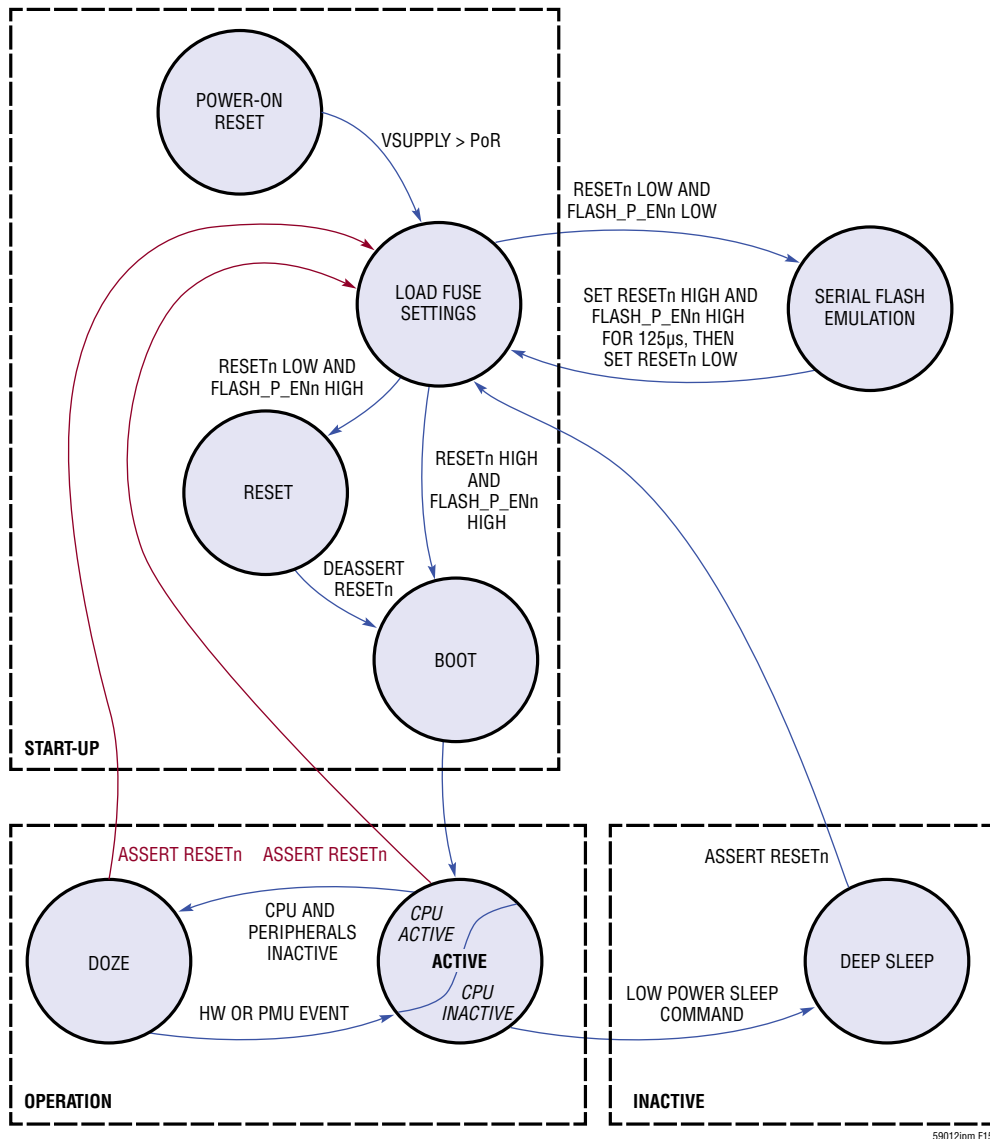 POWER-ON
RESET
VSUPPLY > PoR
RESETn LOW AND
FLASH_P_ENn LOW
LOAD FUSE
SETTINGS
SERIAL FLASH
EMULATION
SET RESETn HIGH AND
FLASH_P_ENn HIGH
FOR 125µs, THEN
SET RESETn LOW
RESETn LOW AND
FLASH_P_ENn HIGH
RESET
RESETn HIGH
AND
FLASH_P_ENn
HIGH
DEASSERT
RESETn
BOOT
START-UP
ASSERT RESETn
ASSERT RESETn
ASSERT RESETn
DOZE
CPU AND
PERIPHERALS
INACTIVE
CPU
ACTIVE
ACTIVE
CPU
INACTIVE
HW OR PMU EVENT
DEEP SLEEP
LOW POWER SLEEP
COMMAND
OPERATION
INACTIVE
59012ipm F15